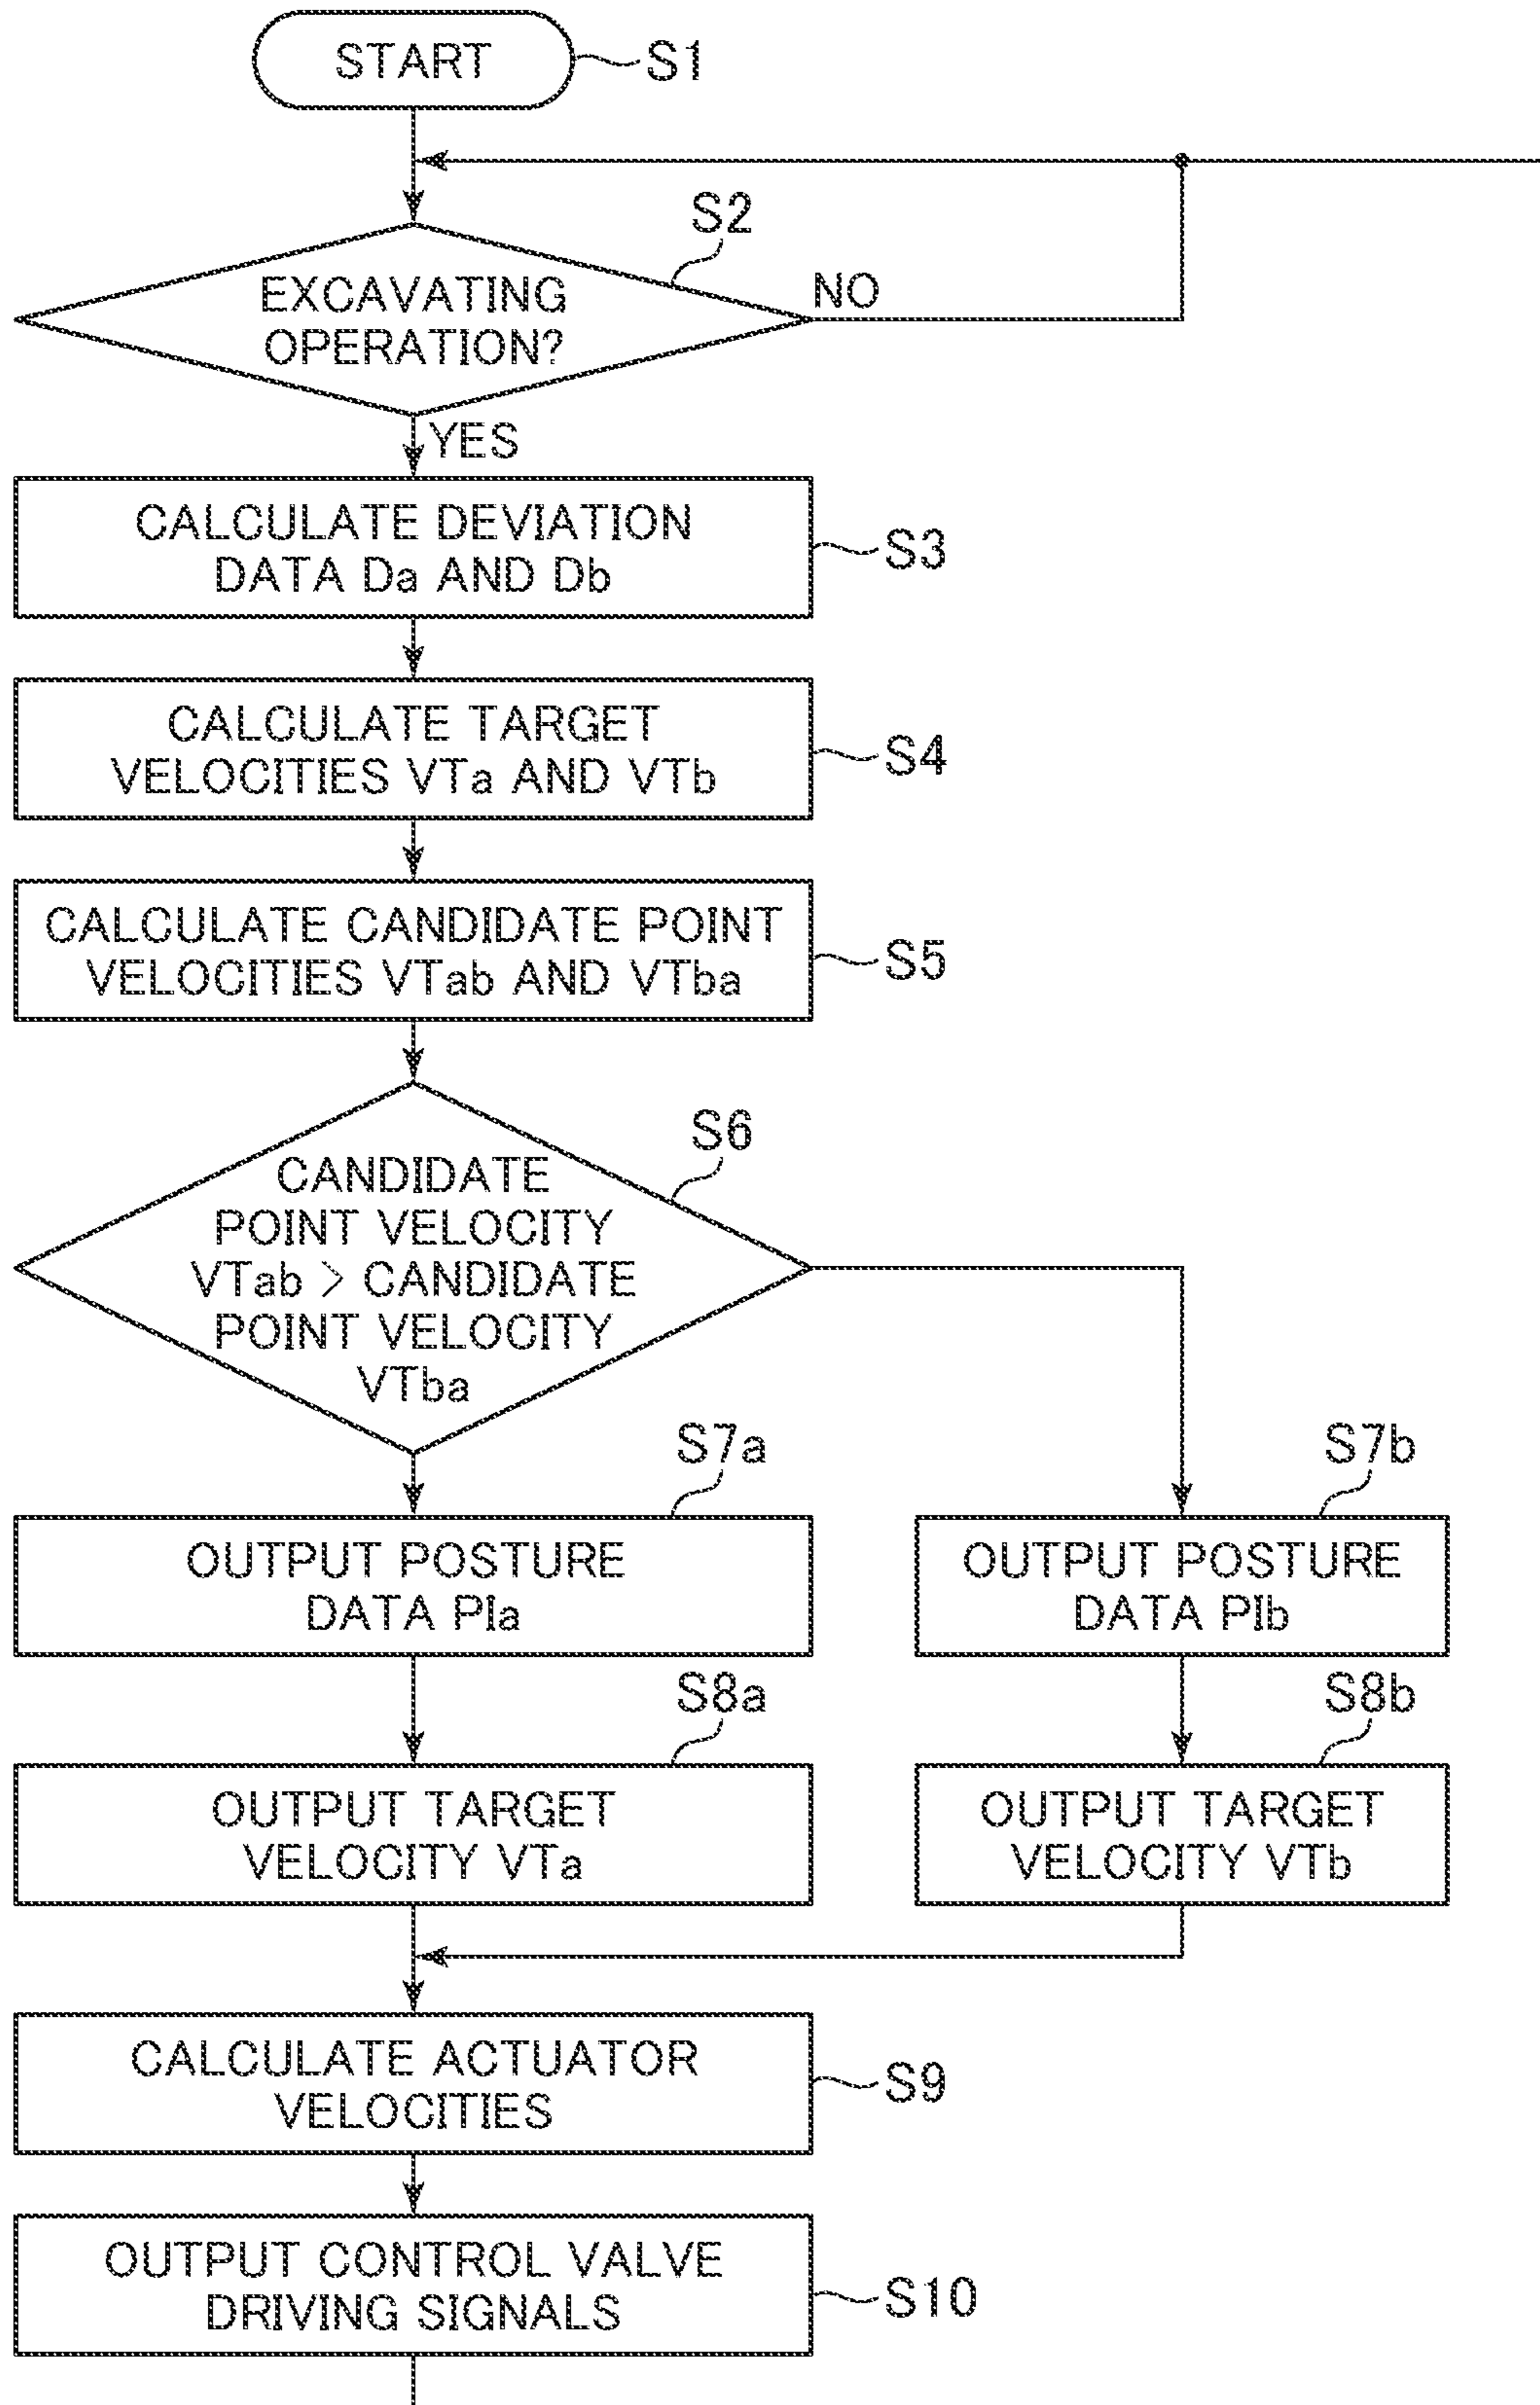 START
S1
S2
EXCAVATING
OPERATION?
NO
YES
CALCULATE DEVIATION
DATA Da AND Db
S3
CALCULATE TARGET
VELOCITIES VTa AND VTb
S4
CALCULATE CANDIDATE POINT
VELOCITIES VTab AND VTba
S5
S6
CANDIDATE
POINT VELOCITY
VTab > CANDIDATE
POINT VELOCITY
VTba
S7a
OUTPUT POSTURE
DATA PIa
S7b
OUTPUT POSTURE
DATA PIb
S8a
OUTPUT TARGET
VELOCITY VTa
S8b
OUTPUT TARGET
VELOCITY VTb
CALCULATE ACTUATOR
VELOCITIES
S9
OUTPUT CONTROL VALVE
DRIVING SIGNALS
S10